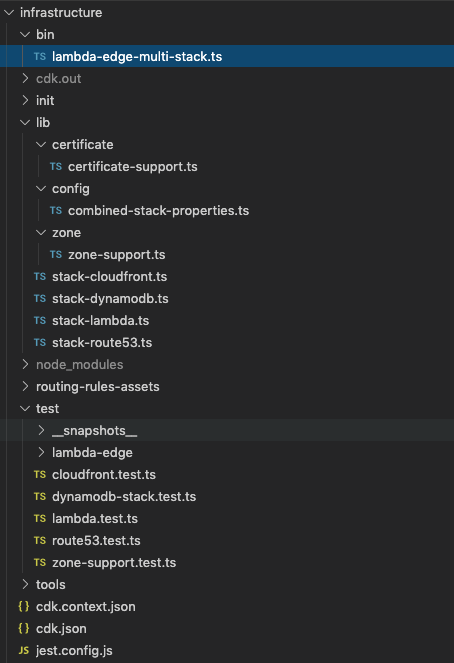 infrastructure
bin
TS lambda-edge-multi-stack.ts
cdk.out
init
lib
certificate
TS certificate-support.ts
config
TS combined-stack-properties.ts
zone
TS zone-support.ts
TS stack-cloudfront.ts
TS stack-dynamodb.ts
TS stack-lambda.ts
TS stack-route53.ts
node_modules
routing-rules-assets
test
__snapshots__
lambda-edge
TS cloudfront.test.ts
TS dynamodb-stack.test.ts
TS lambda.test.ts
TS route53.test.ts
TS zone-support.test.ts
tools
{ } cdk.context.json
{ } cdk.json
JS jest.config.js